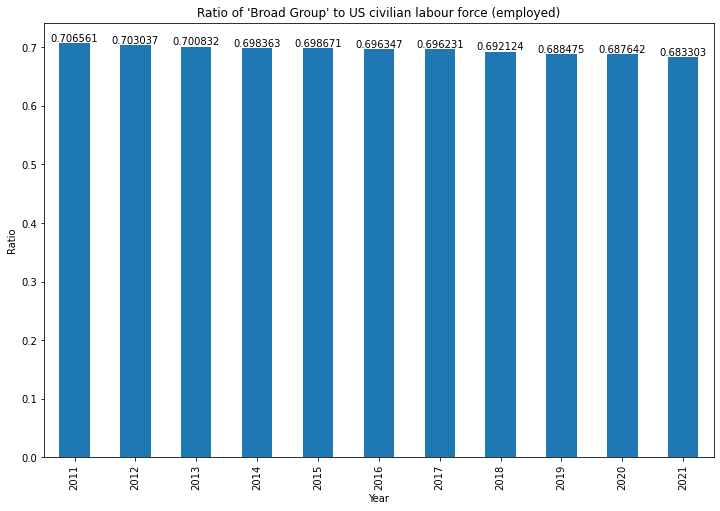 Ratio of 'Broad Group' to US civilian labour force (employed)
0.706561 0.703037 0.700832 0.698363 0.698671 0.696347 0.696231 0.692124 0.688475 0.687642 0.683303
0.7
0.6
0.5
0.4
0.3
0.2
0.1
0.0
Ratio
2011 2012 2013 2014 2015 2016 2017 2018 2019 2020 2021
Year